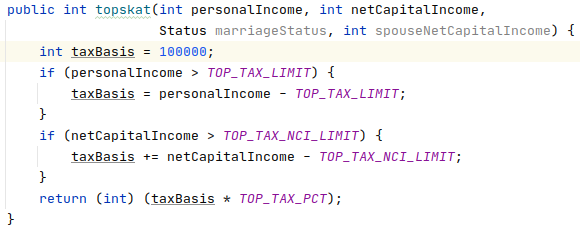 public int topskat(int personalIncome, int netCapitalIncome,
                   Status marriageStatus, int spouseNetCapitalIncome) {
    int taxBasis = 100000;
    if (personalIncome > TOP_TAX_LIMIT) {
        taxBasis = personalIncome - TOP_TAX_LIMIT;
    }
    if (netCapitalIncome > TOP_TAX_NCI_LIMIT) {
        taxBasis += netCapitalIncome - TOP_TAX_NCI_LIMIT;
    }
    return (int) (taxBasis * TOP_TAX_PCT);
}